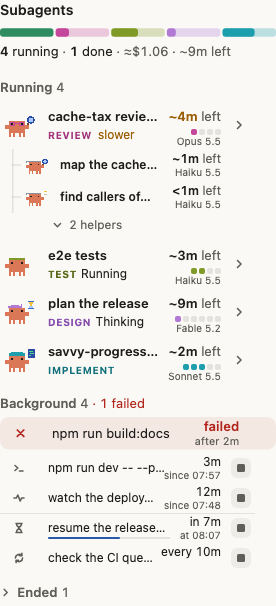 Subagents
4 running · 1 done · ≈$1.06 · ~9m left
Running 4
cache-tax revie... ~4m left
REVIEW slower Opus 5.5
map the cache... ~1m left
Haiku 5.5
find callers of... <1m left
Haiku 5.5
2 helpers
e2e tests ~3m left
TEST Running Haiku 5.5
plan the release ~9m left
DESIGN Thinking Fable 5.2
savvy-progress... ~2m left
IMPLEMENT Sonnet 5.5
Background 4 · 1 failed
npm run build:docs failed
after 2m
npm run dev -- --p... 3m
since 07:57
watch the deploy... 12m
since 07:48
resume the release... in 7m
at 08:07
check the CI que... every 10m
Ended 1